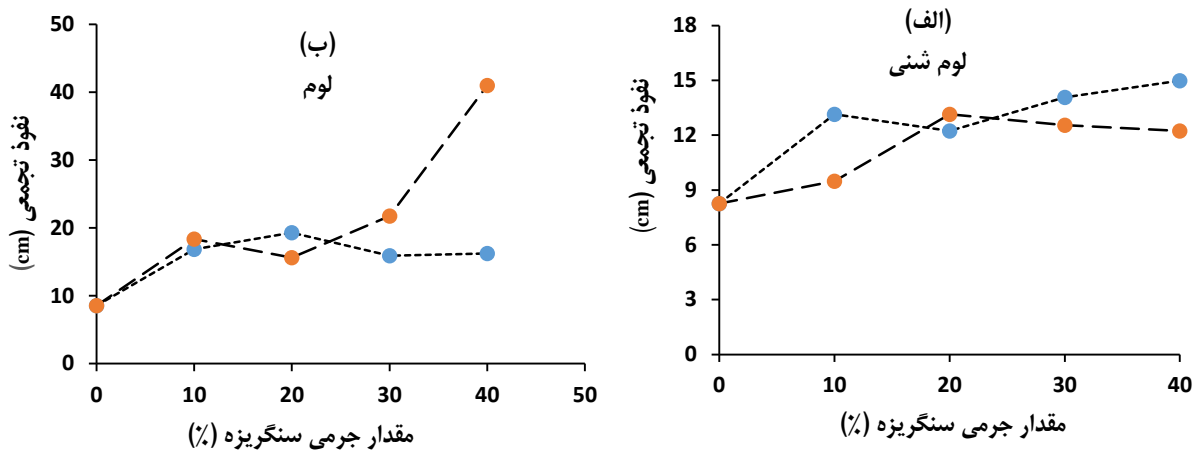 (الف)
لوم شنی
نفوذ تجمعی (cm)
18
15
12
9
6
3
0
0 10 20 30 40
مقدار جرمی سنگریزه (٪)
(ب)
لوم
نفوذ تجمعی (cm)
50
40
30
20
10
0
0 10 20 30 40 50
مقدار جرمی سنگریزه (٪)